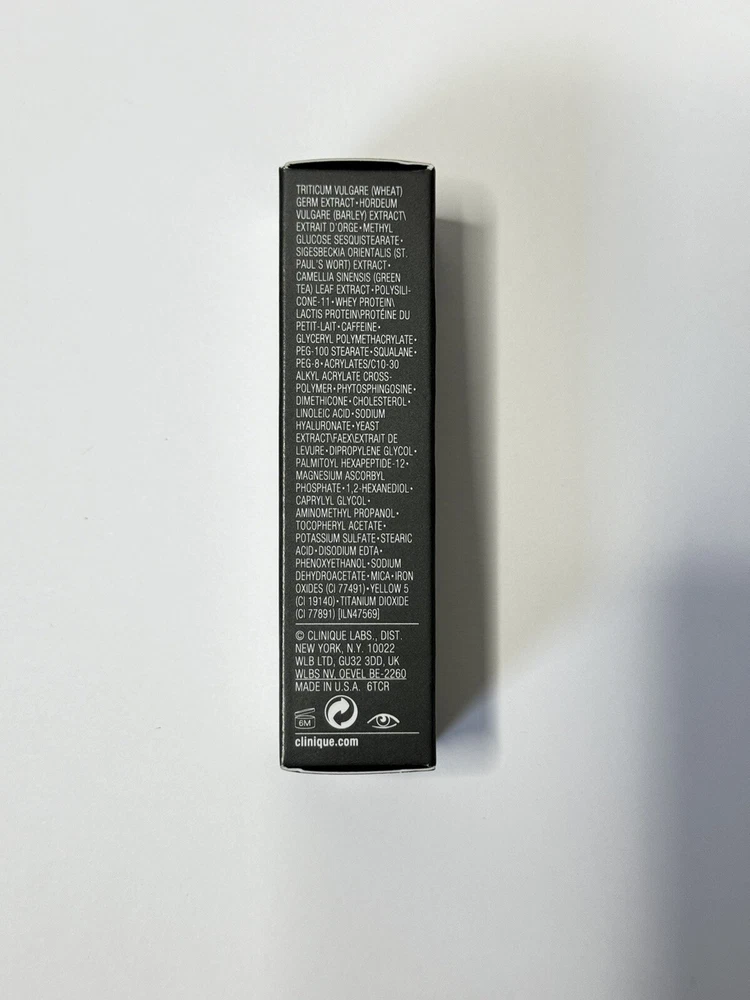 TRITICUM VULGARE (WHEAT)
GERM EXTRACT•HORDEUM
VULGARE (BARLEY) EXTRACT\
EXTRAIT D'ORGE•METHYL
GLUCOSE SESQUISTEARATE•
SIGESBECKIA ORIENTALIS (ST.
PAUL'S WORT) EXTRACT•
CAMELLIA SINENSIS (GREEN
TEA) LEAF EXTRACT•POLYSILI-
CONE-11•WHEY PROTEIN\
LACTIS PROTEIN\PROTÉINE DU
PETIT-LAIT•CAFFEINE•
GLYCERYL POLYMETHACRYLATE•
PEG-100 STEARATE•SQUALANE•
PEG-8•ACRYLATES/C10-30
ALKYL ACRYLATE CROSS-
POLYMER•PHYTOSPHINGOSINE•
DIMETHICONE•CHOLESTEROL•
LINOLEIC ACID•SODIUM
HYALURONATE•YEAST
EXTRACT\FAEX\EXTRAIT DE
LEVURE•DIPROPYLENE GLYCOL•
PALMITOYL HEXAPEPTIDE-12•
MAGNESIUM ASCORBYL
PHOSPHATE•1,2-HEXANEDIOL•
CAPRYLYL GLYCOL•
AMINOMETHYL PROPANOL•
TOCOPHERYL ACETATE•
POTASSIUM SULFATE•STEARIC
ACID•DISODIUM EDTA•
PHENOXYETHANOL•SODIUM
DEHYDROACETATE•MICA•IRON
OXIDES (CI 77491)•YELLOW 5
(CI 19140)•TITANIUM DIOXIDE
(CI 77891) [ILN47569]
© CLINIQUE LABS., DIST.
NEW YORK, N.Y. 10022
WLB LTD, GU32 3DD, UK
WLBS NV, OEVEL BE-2260
MADE IN U.S.A. 6TCR
6M
clinique.com